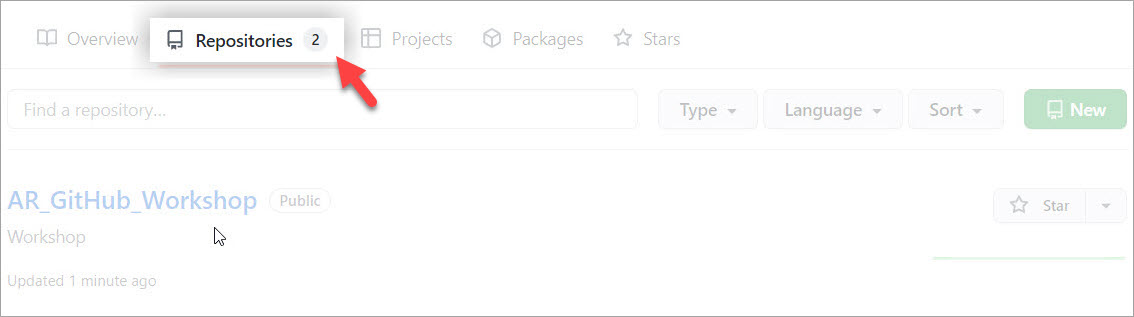 Overview Repositories 2 Projects Packages Stars
Find a repository... Type Language Sort New
AR_GitHub_Workshop Public Star
Workshop
Updated 1 minute ago